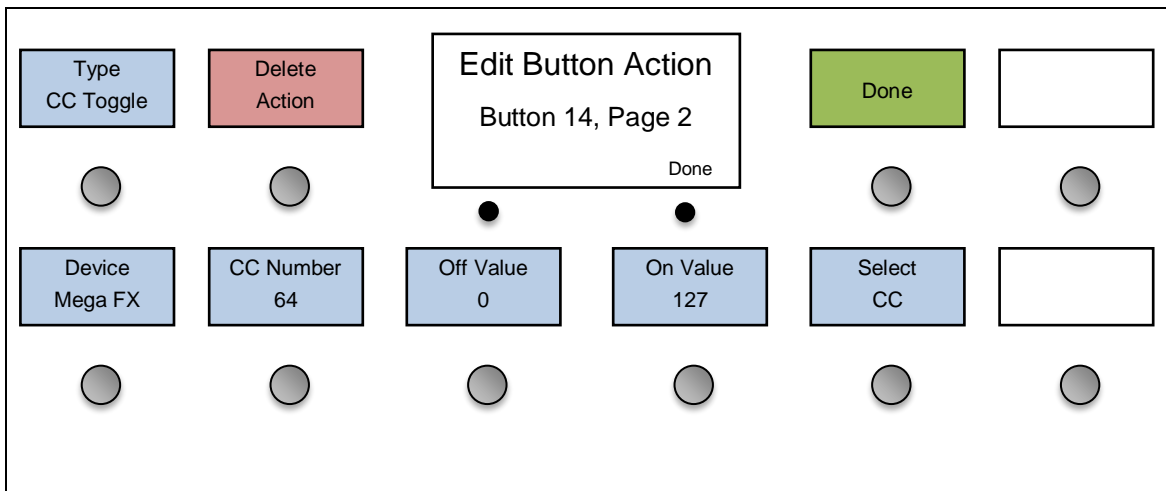 Type
CC Toggle
Delete
Action
Edit Button Action
Button 14, Page 2
Done
Done
Device
Mega FX
CC Number
64
Off Value
0
On Value
127
Select
CC